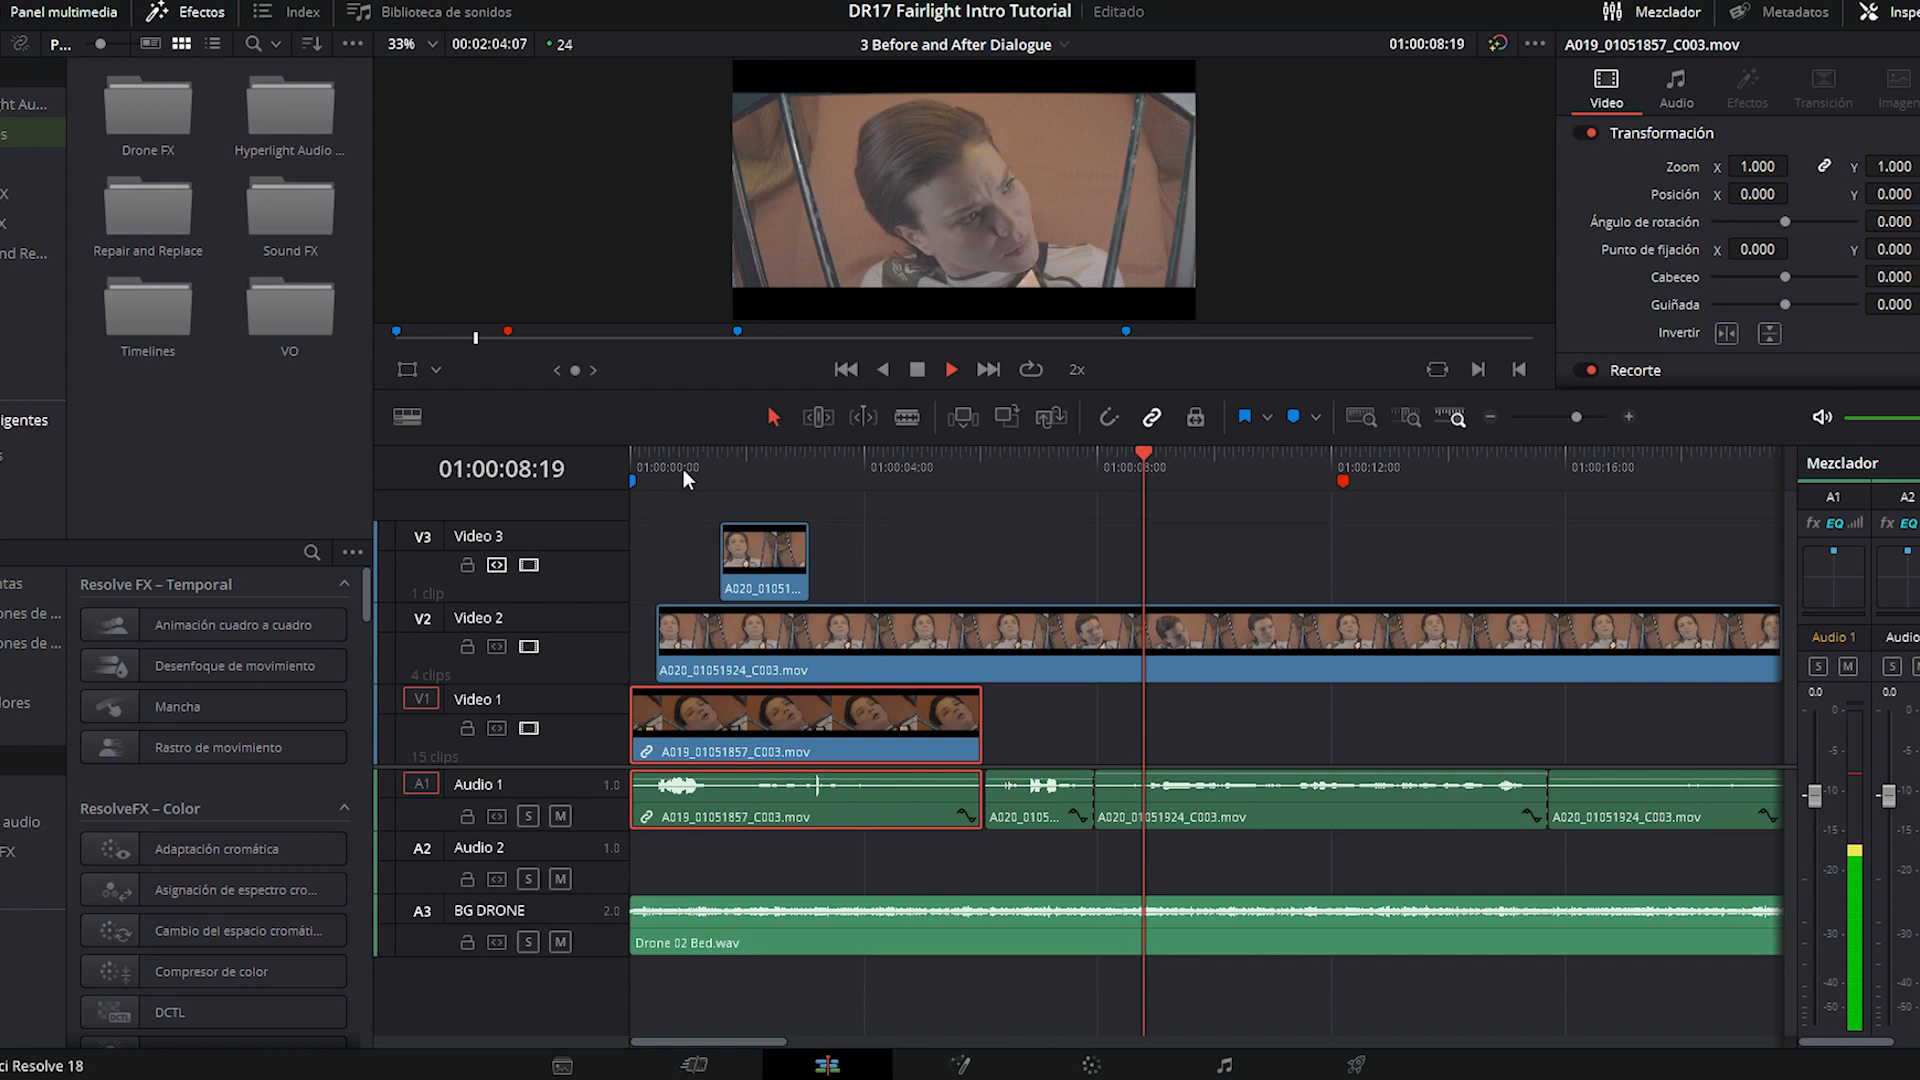 Panel multimedia
Efectos
Index
Biblioteca de sonidos
DR17 Fairlight Intro Tutorial
Editado
Mezclador
Metadatos
Inspe
P...
33%
00:02:04:07
24
3 Before and After Dialogue
01:00:08:19
A019_01051857_C003.mov
Video
Audio
Efectos
Transición
Imagen
Transformación
Zoom X 1.000 Y 1.000
Posición X 0.000 Y 0.000
Ángulo de rotación 0.000
Punto de fijación X 0.000 Y 0.000
Cabeceo 0.000
Guiñada 0.000
Invertir
Recorte
ght Au...
s
X
X
nd Re...
Drone FX
Hyperlight Audio ...
Repair and Replace
Sound FX
Timelines
VO
igentes
s
2x
01:00:08:19
01:00:00:00
01:00:04:00
01:00:08:00
01:00:12:00
01:00:16:00
Mezclador
A1
A2
fx EQ
fx EQ
Audio 1
Audio
S M
S
0.0
0.0
0-
-5-
-10-
-15-
-20-
-30-
-40-
-50-
V3 Video 3
1 clip
A020_01051...
V2 Video 2
4 clips
A020_01051924_C003.mov
V1 Video 1
15 clips
A019_01051857_C003.mov
A1 Audio 1 1.0
S M
A019_01051857_C003.mov
A020_0105...
A020_01051924_C003.mov
A020_01051924_C003.mov
A2 Audio 2 1.0
S M
A3 BG DRONE 2.0
S M
Drone 02 Bed.wav
ntas
ones de ...
ones de ...
lores
audio
FX
Resolve FX – Temporal
Animación cuadro a cuadro
Desenfoque de movimiento
Mancha
Rastro de movimiento
ResolveFX – Color
Adaptación cromática
Asignación de espectro cro...
Cambio del espacio cromáti...
Compresor de color
DCTL
ci Resolve 18